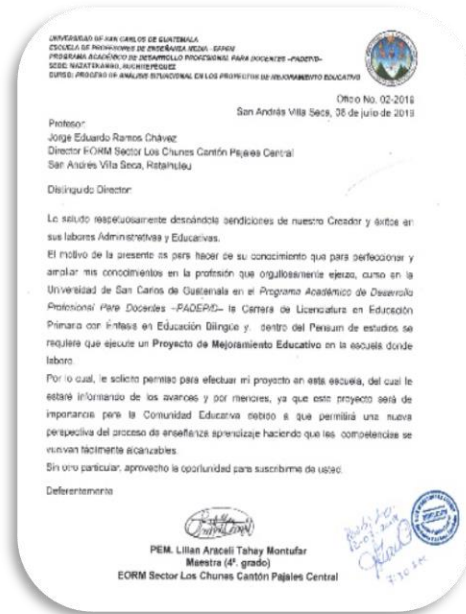 UNIVERSIDAD DE SAN CARLOS DE GUATEMALA
ESCUELA DE PROFESORES DE ENSEÑANZA MEDIA -EFPEM
PROGRAMA ACADÉMICO DE DESARROLLO PROFESIONAL PARA DOCENTES -PADEP/D-
SEDE: MAZATENANGO, SUCHITEPÉQUEZ
CURSO: PROCESO DE ANÁLISIS SITUACIONAL EN LOS PROYECTOS DE MEJORAMIENTO EDUCATIVO
Oficio No. 02-2019
San Andrés Villa Seca, 08 de julio de 2019
Profesor:
Jorge Eduardo Ramos Chávez
Director EORM Sector Los Chunes Cantón Pajales Central
San Andrés Villa Seca, Retalhuleu
Distinguido Director:
Lo saludo respetuosamente deseándole bendiciones de nuestro Creador y éxitos en
sus labores Administrativas y Educativas.
El motivo de la presente es para hacer de su conocimiento que para perfeccionar y
ampliar mis conocimientos en la profesión que orgullosamente ejerzo, curso en la
Universidad de San Carlos de Guatemala en el Programa Académico de Desarrollo
Profesional Para Docentes –PADEP/D– la Carrera de Licenciatura en Educación
Primaria con Énfasis en Educación Bilingüe y dentro del Pensum de estudios se
requiere que ejecute un Proyecto de Mejoramiento Educativo en la escuela donde
laboro.
Por lo cual, le solicito permiso para efectuar mi proyecto en esta escuela, del cual le
estaré informando de los avances y por menores, ya que este proyecto será de
importancia para la Comunidad Educativa debido a que permitirá una nueva
perspectiva del proceso de enseñanza aprendizaje haciendo que las competencias se
vuelvan fácilmente alcanzables.
Sin otro particular, aprovecho la oportunidad para suscribirme de usted.
Deferentemente
PEM. Lilian Araceli Tahay Montufar
Maestra (4º. grado)
EORM Sector Los Chunes Cantón Pajales Central